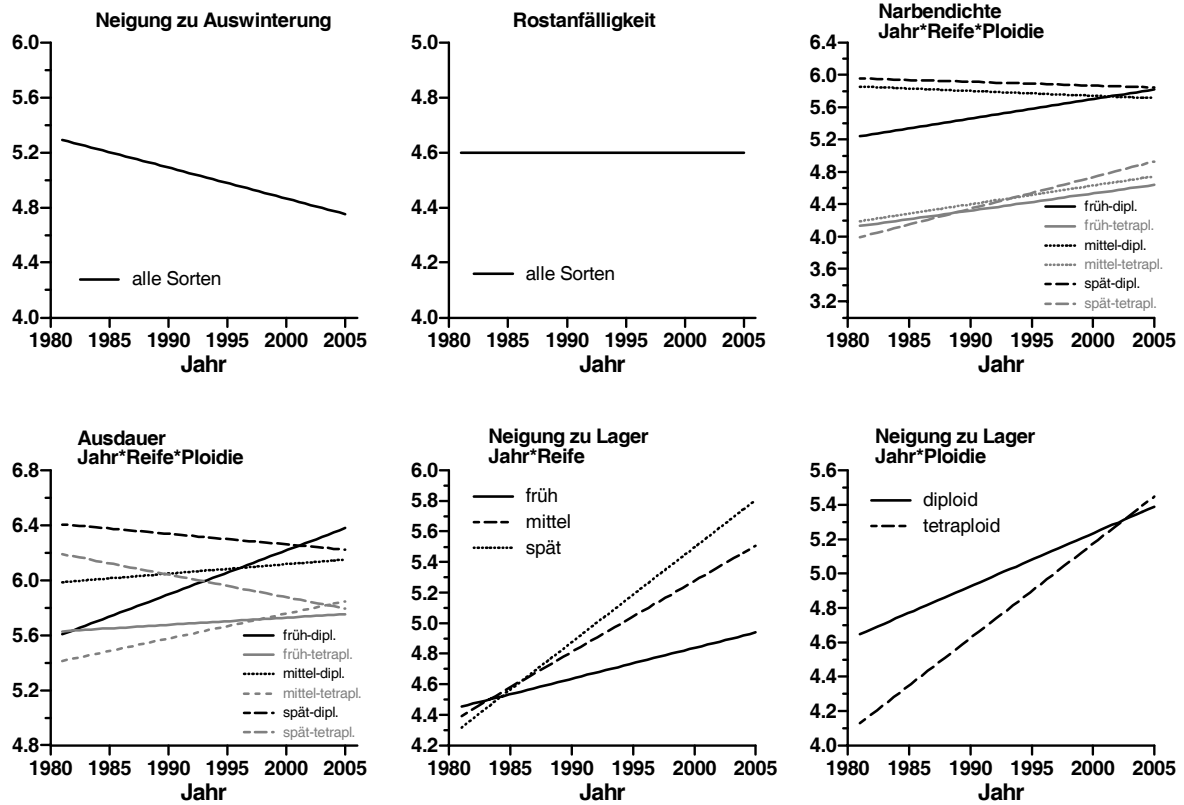 Neigung zu Auswinterung
6.0
5.6
5.2
4.8
4.4
4.0
1980 1985 1990 1995 2000 2005
Jahr
alle Sorten
Rostanfälligkeit
5.0
4.8
4.6
4.4
4.2
4.0
1980 1985 1990 1995 2000 2005
Jahr
alle Sorten
Narbendichte
Jahr*Reife*Ploidie
6.4
6.0
5.6
5.2
4.8
4.4
4.0
3.6
3.2
1980 1985 1990 1995 2000 2005
Jahr
früh-dipl.
früh-tetrapl.
mittel-dipl.
mittel-tetrapl.
spät-dipl.
spät-tetrapl.
Ausdauer
Jahr*Reife*Ploidie
6.8
6.4
6.0
5.6
5.2
4.8
1980 1985 1990 1995 2000 2005
Jahr
früh-dipl.
früh-tetrapl.
mittel-dipl.
mittel-tetrapl.
spät-dipl.
spät-tetrapl.
Neigung zu Lager
Jahr*Reife
6.0
5.8
5.6
5.4
5.2
5.0
4.8
4.6
4.4
4.2
1980 1985 1990 1995 2000 2005
Jahr
früh
mittel
spät
Neigung zu Lager
Jahr*Ploidie
5.6
5.4
5.2
5.0
4.8
4.6
4.4
4.2
4.0
1980 1985 1990 1995 2000 2005
Jahr
diploid
tetraploid